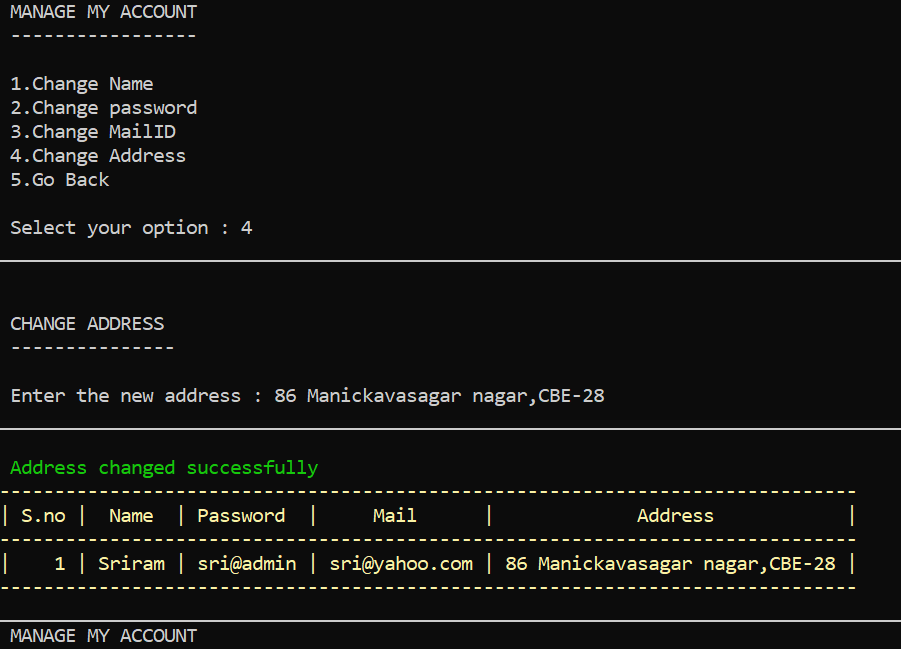 MANAGE MY ACCOUNT
-----------------
1.Change Name
2.Change password
3.Change MailID
4.Change Address
5.Go Back
Select your option : 4
CHANGE ADDRESS
---------------
Enter the new address : 86 Manickavasagar nagar,CBE-28
Address changed successfully
------------------------------------------------------------------------------
| S.no |  Name  | Password  |     Mail      |             Address            |
------------------------------------------------------------------------------
|    1 | Sriram | sri@admin | sri@yahoo.com | 86 Manickavasagar nagar,CBE-28 |
------------------------------------------------------------------------------
MANAGE MY ACCOUNT